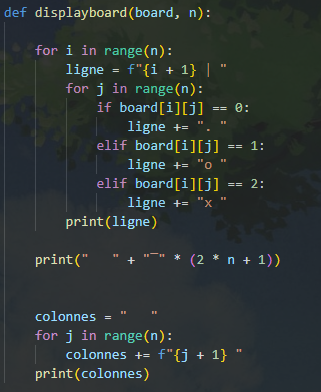 def displayboard(board, n):
    for i in range(n):
        ligne = f"{i + 1} | "
        for j in range(n):
            if board[i][j] == 0:
                ligne += ". "
            elif board[i][j] == 1:
                ligne += "o "
            elif board[i][j] == 2:
                ligne += "x "
        print(ligne)
    print("   " + "‾" * (2 * n + 1))
    colonnes = "   "
    for j in range(n):
        colonnes += f"{j + 1} "
    print(colonnes)